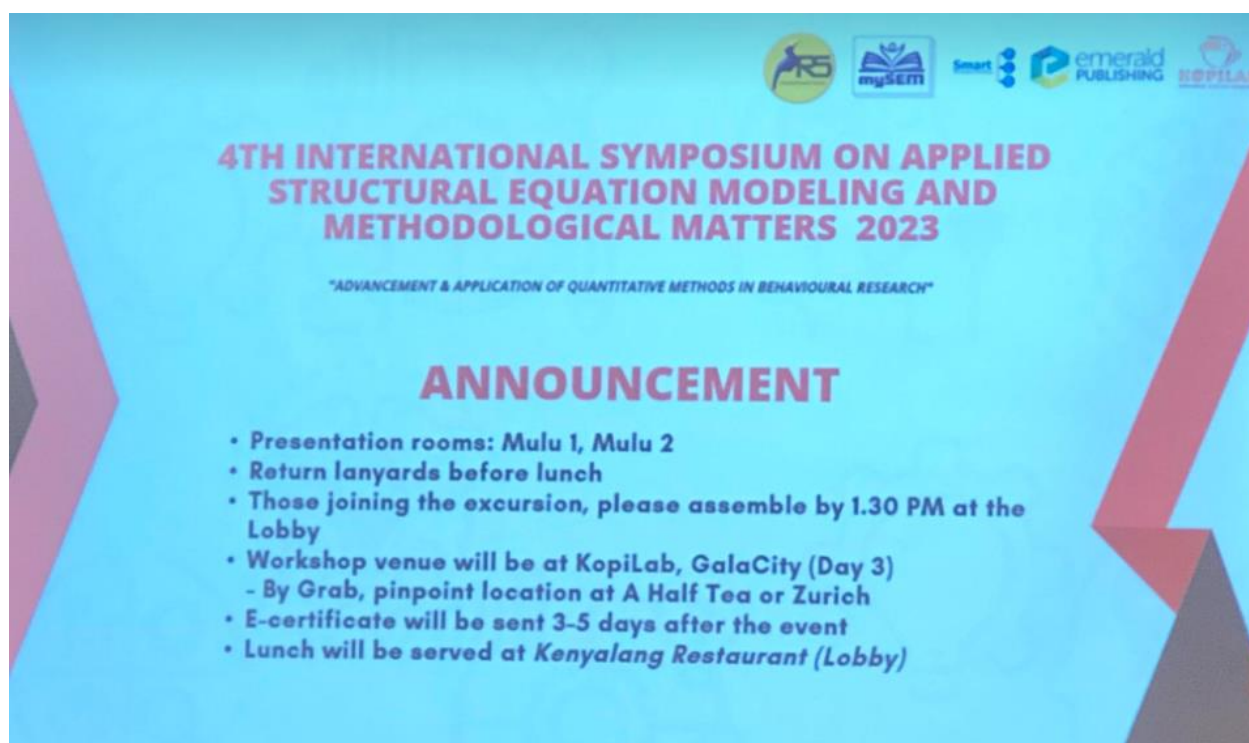 RS
mySEM
Smart
emerald
PUBLISHING
KOPILA
4TH INTERNATIONAL SYMPOSIUM ON APPLIED
STRUCTURAL EQUATION MODELING AND
METHODOLOGICAL MATTERS 2023
"ADVANCEMENT & APPLICATION OF QUANTITATIVE METHODS IN BEHAVIOURAL RESEARCH"
ANNOUNCEMENT
• Presentation rooms: Mulu 1, Mulu 2
• Return lanyards before lunch
• Those joining the excursion, please assemble by 1.30 PM at the
Lobby
• Workshop venue will be at KopiLab, GalaCity (Day 3)
- By Grab, pinpoint location at A Half Tea or Zurich
• E-certificate will be sent 3-5 days after the event
• Lunch will be served at Kenyalang Restaurant (Lobby)